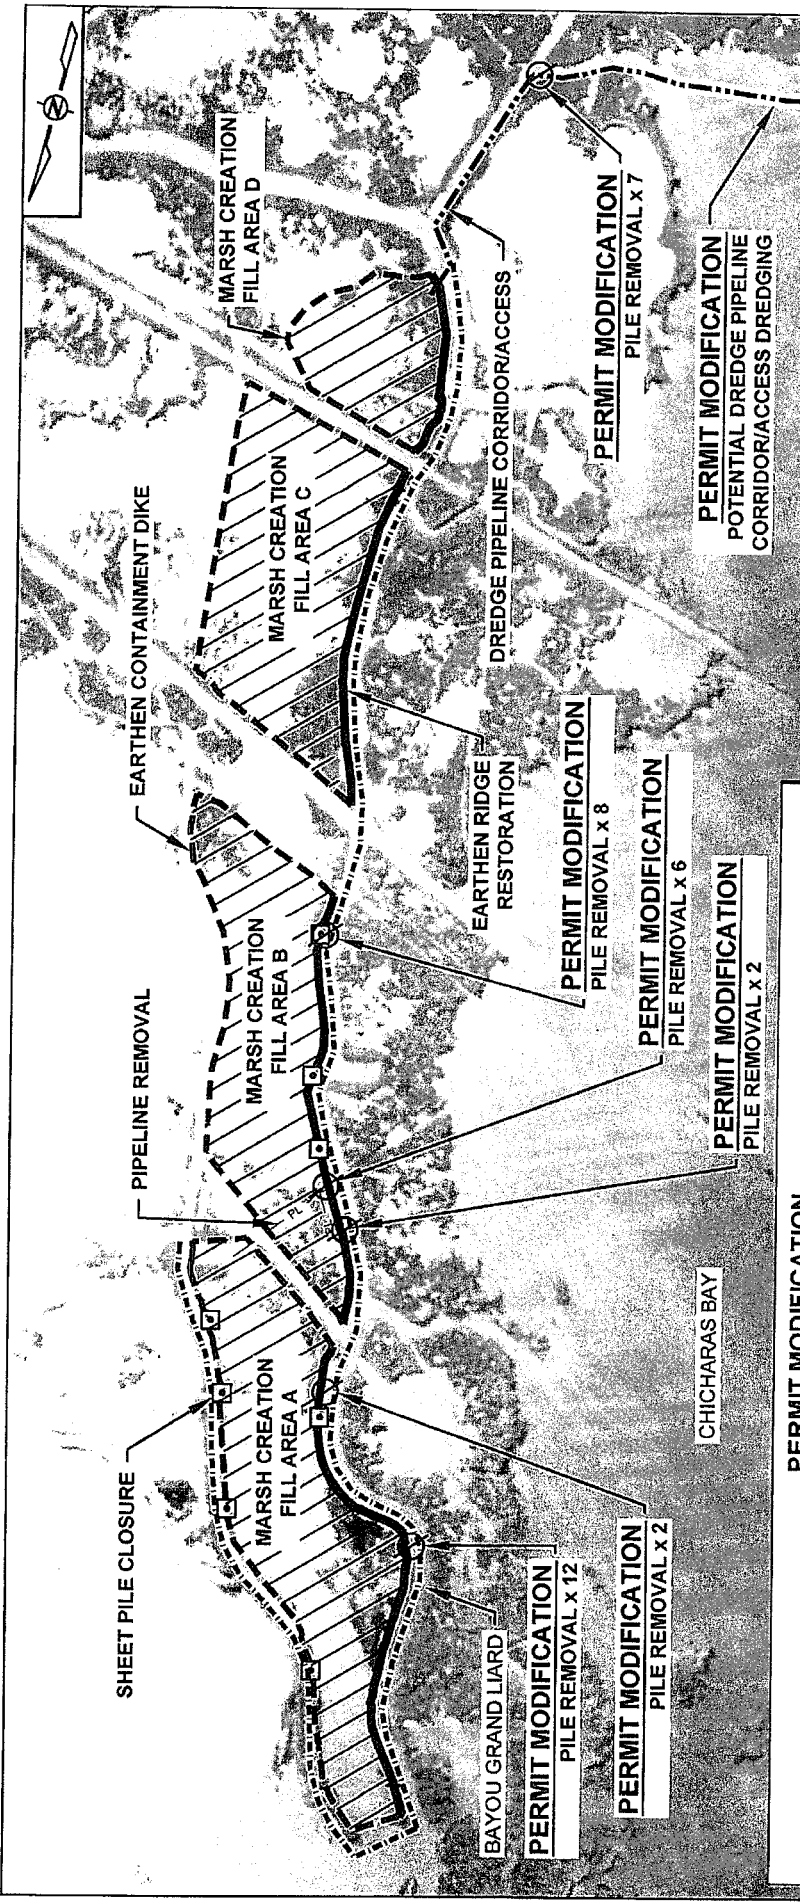 N
SHEET PILE CLOSURE
PIPELINE REMOVAL
EARTHEN CONTAINMENT DIKE
MARSH CREATION
FILL AREA D
MARSH CREATION
FILL AREA A
MARSH CREATION
FILL AREA B
MARSH CREATION
FILL AREA C
PL
BAYOU GRAND LIARD
EARTHEN RIDGE
RESTORATION
DREDGE PIPELINE CORRIDOR/ACCESS
PERMIT MODIFICATION
PILE REMOVAL x 12
PERMIT MODIFICATION
PILE REMOVAL x 2
CHICHARAS BAY
PERMIT MODIFICATION
PILE REMOVAL x 2
PERMIT MODIFICATION
PILE REMOVAL x 6
PERMIT MODIFICATION
PILE REMOVAL x 8
PERMIT MODIFICATION
PILE REMOVAL x 7
PERMIT MODIFICATION
POTENTIAL DREDGE PIPELINE
CORRIDOR/ACCESS DREDGING
PERMIT MODIFICATION